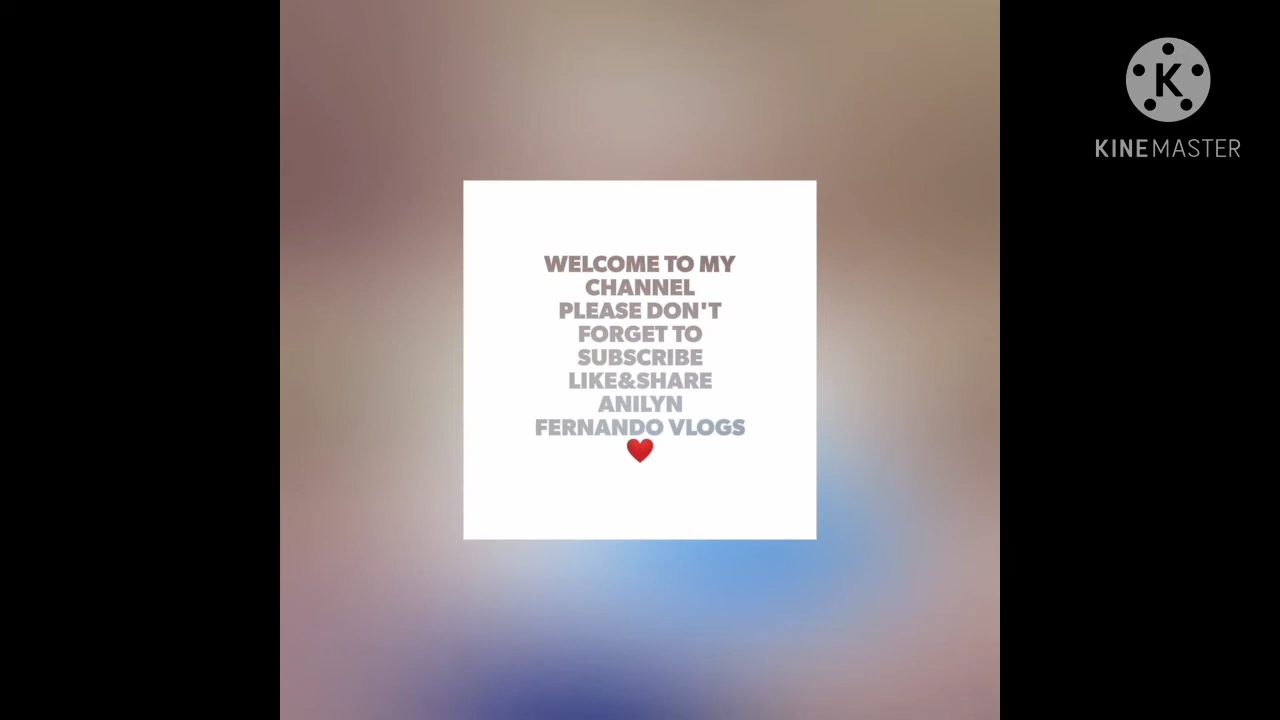 KINEMASTER
WELCOME TO MY
CHANNEL
PLEASE DON'T
FORGET TO
SUBSCRIBE
LIKE&SHARE
ANILYN
FERNANDO VLOGS
❤️